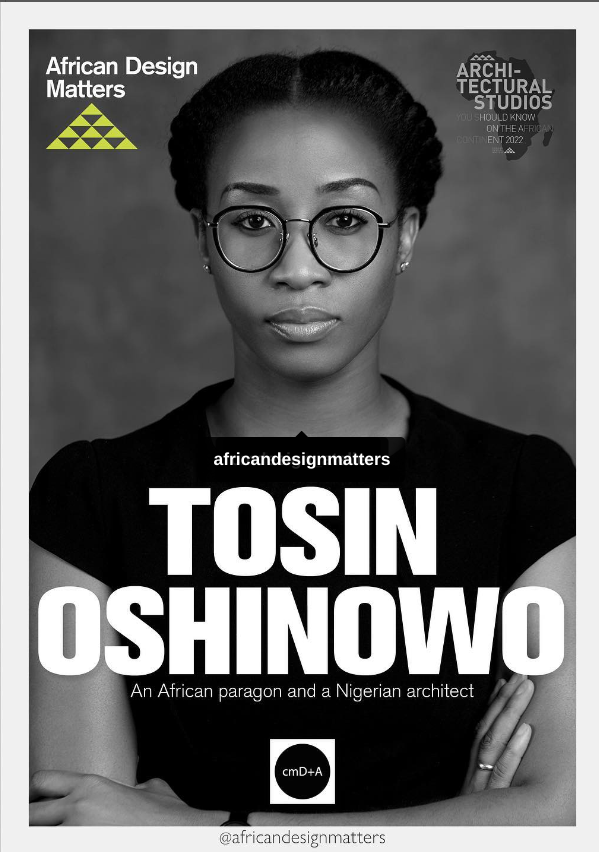 African Design
Matters
ARCHI-
TECTURAL
STUDIOS
YOU SHOULD KNOW
ON THE AFRICAN
CONTINENT 2022
africandesignmatters
TOSIN
OSHINOWO
An African paragon and a Nigerian architect
cmD+A
@africandesignmatters